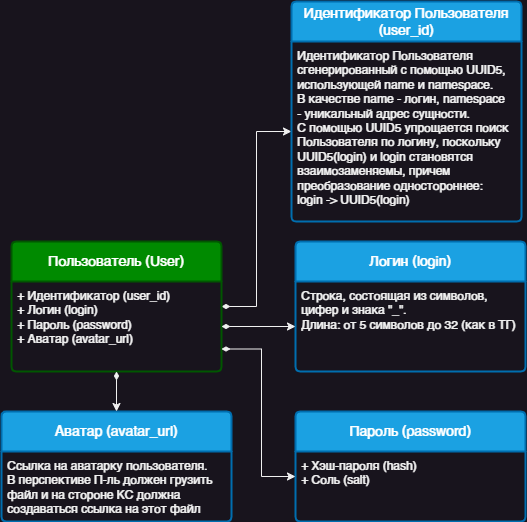 Идентификатор Пользователя
(user_id)
Идентификатор Пользователя
сгенерированный с помощью UUID5,
использующей name и namespace.
В качестве name - логин, namespace
- уникальный адрес сущности.
С помощью UUID5 упрощается поиск
Пользователя по логину, поскольку
UUID5(login) и login становятся
взаимозаменяемы, причем
преобразование одностороннее:
login -> UUID5(login)
Пользователь (User)
+ Идентификатор (user_id)
+ Логин (login)
+ Пароль (password)
+ Аватар (avatar_url)
Логин (login)
Строка, состоящая из символов,
цифер и знака "_".
Длина: от 5 символов до 32 (как в ТГ)
Аватар (avatar_url)
Ссылка на аватарку пользователя.
В перспективе П-ль должен грузить
файл и на стороне КС должна
создаваться ссылка на этот файл
Пароль (password)
+ Хэш-пароля (hash)
+ Соль (salt)